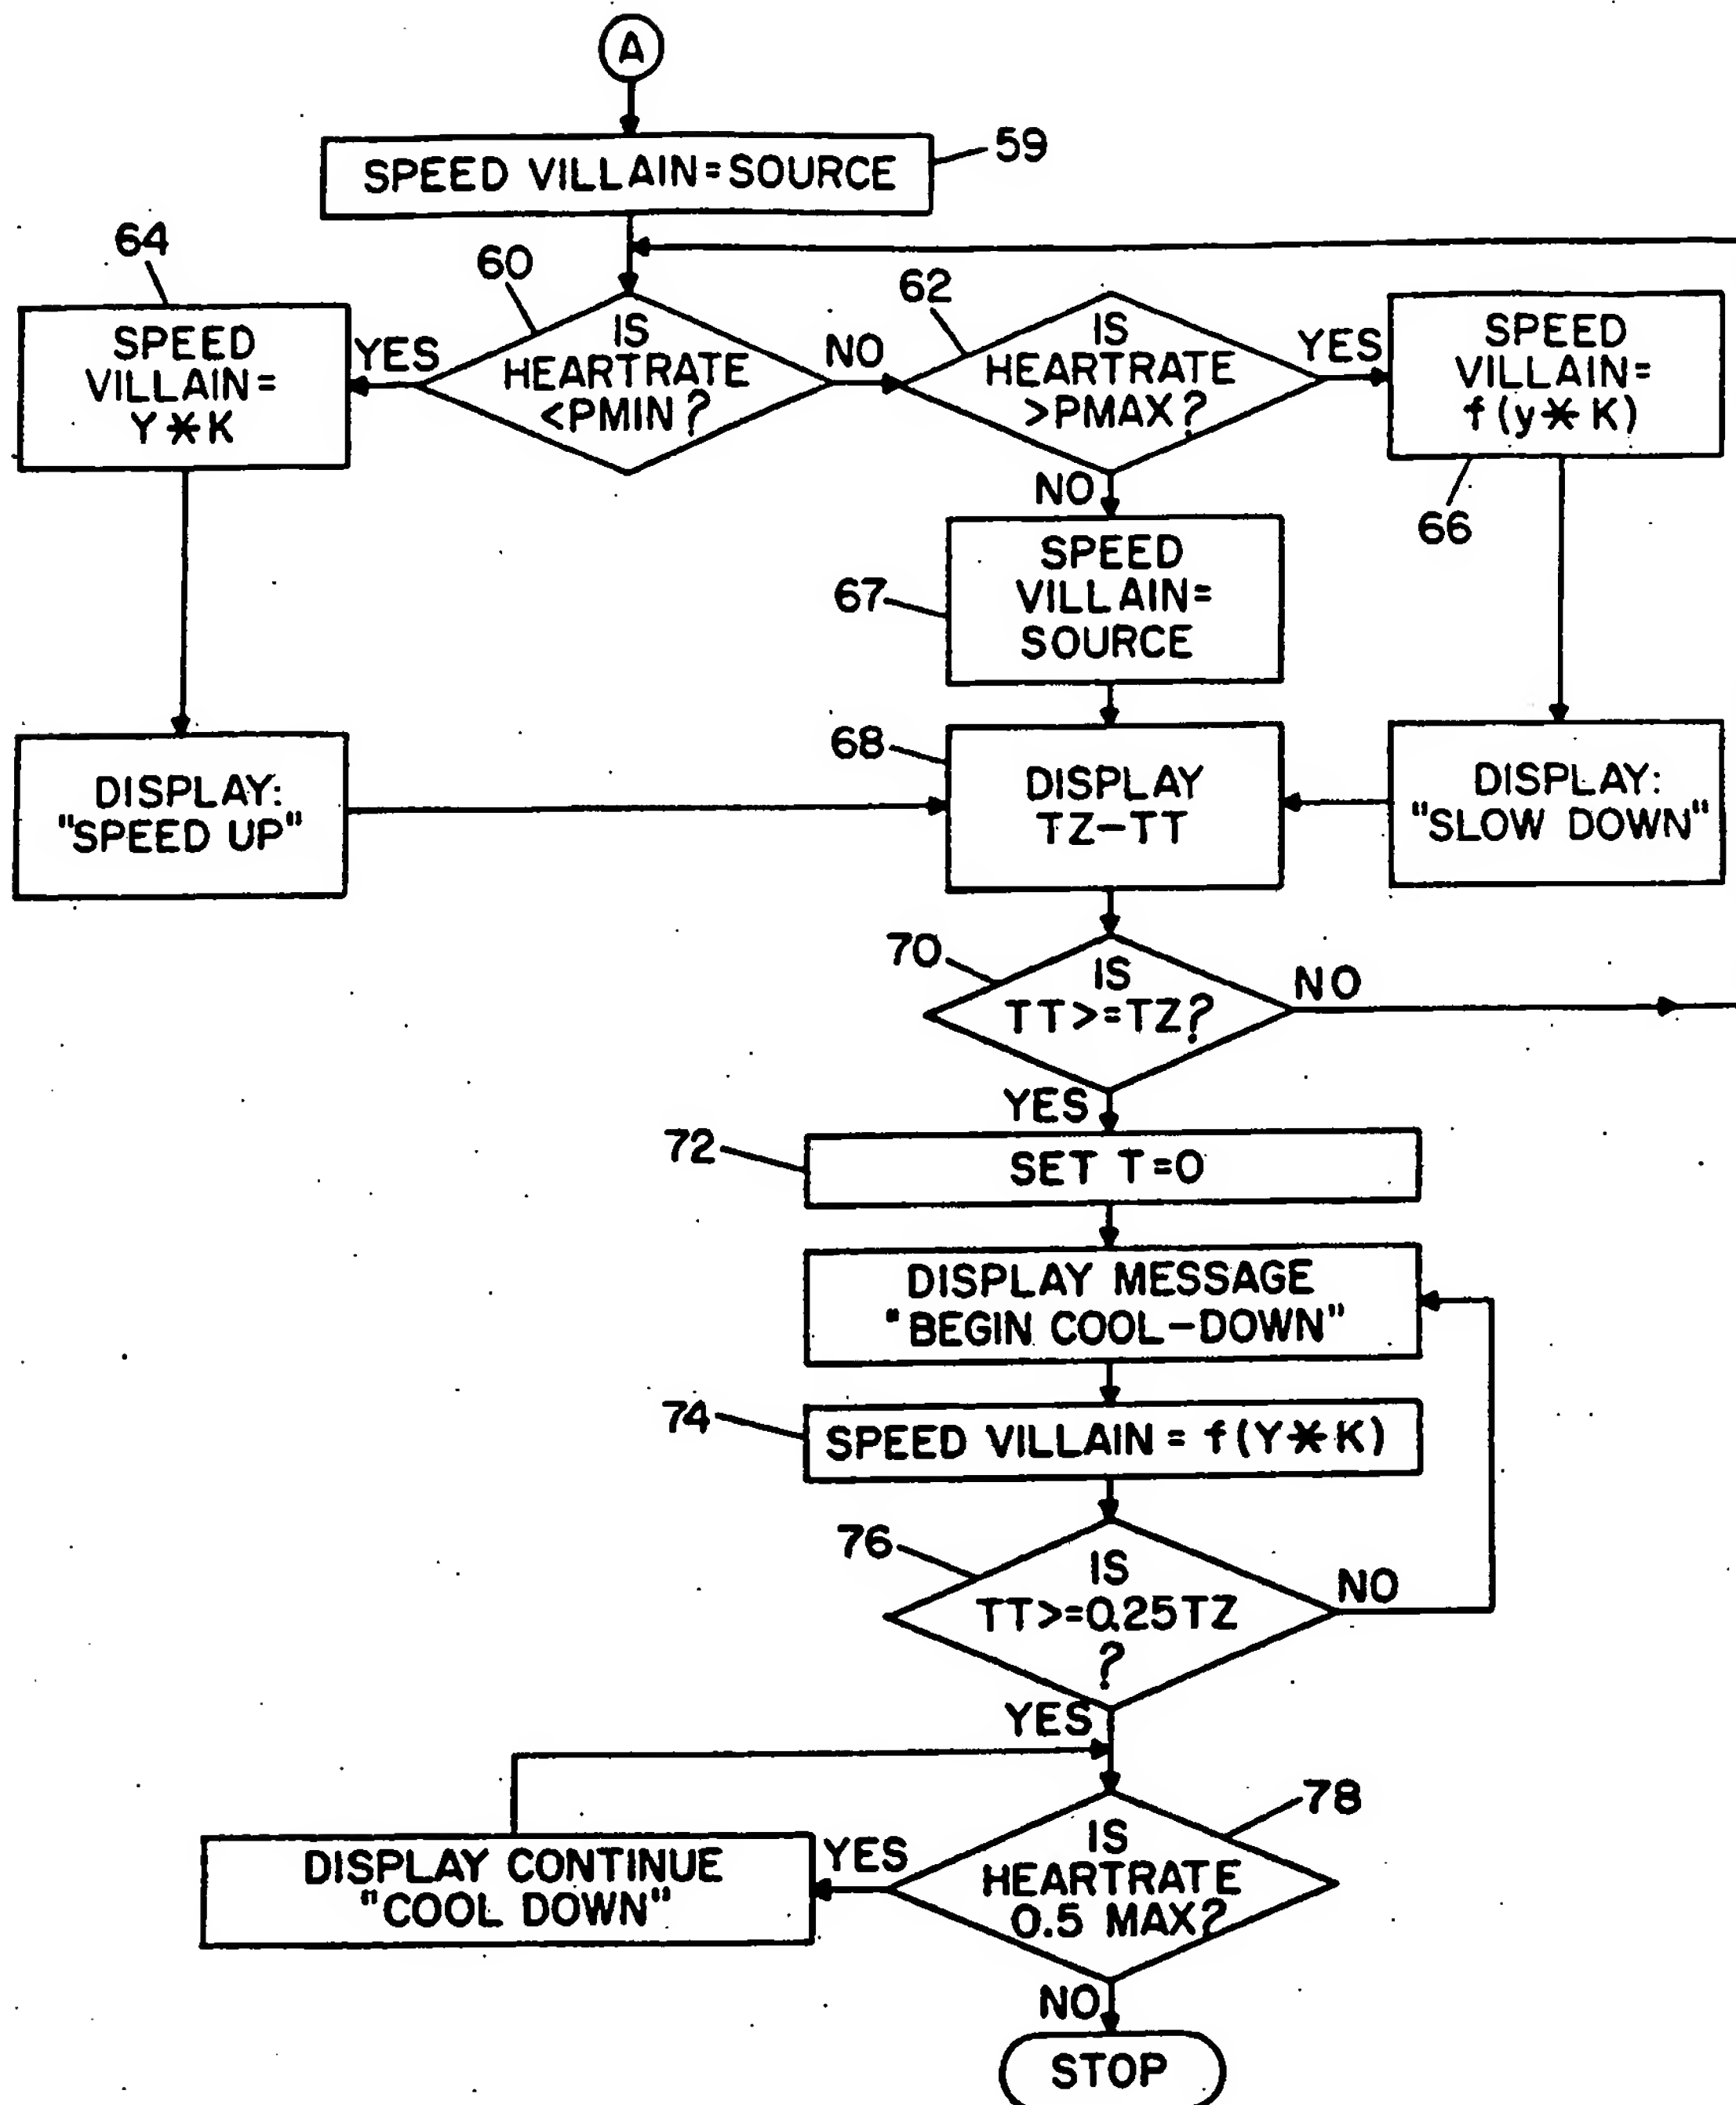 A
SPEED VILLAIN=SOURCE
59
64
60
62
SPEED
VILLAIN=
Y*K
YES
IS
HEARTRATE
<PMIN?
NO
IS
HEARTRATE
>PMAX?
YES
SPEED
VILLAIN=
f(y*K)
NO
66
67
SPEED
VILLAIN=
SOURCE
68
DISPLAY:
"SPEED UP"
DISPLAY
TZ-TT
DISPLAY:
"SLOW DOWN"
70
IS
TT>=TZ?
NO
YES
72
SET T=0
DISPLAY MESSAGE
"BEGIN COOL-DOWN"
74
SPEED VILLAIN = f(Y*K)
76
IS
TT>=0.25TZ
?
NO
YES
78
DISPLAY CONTINUE
"COOL DOWN"
YES
IS
HEARTRATE
0.5 MAX?
NO
STOP